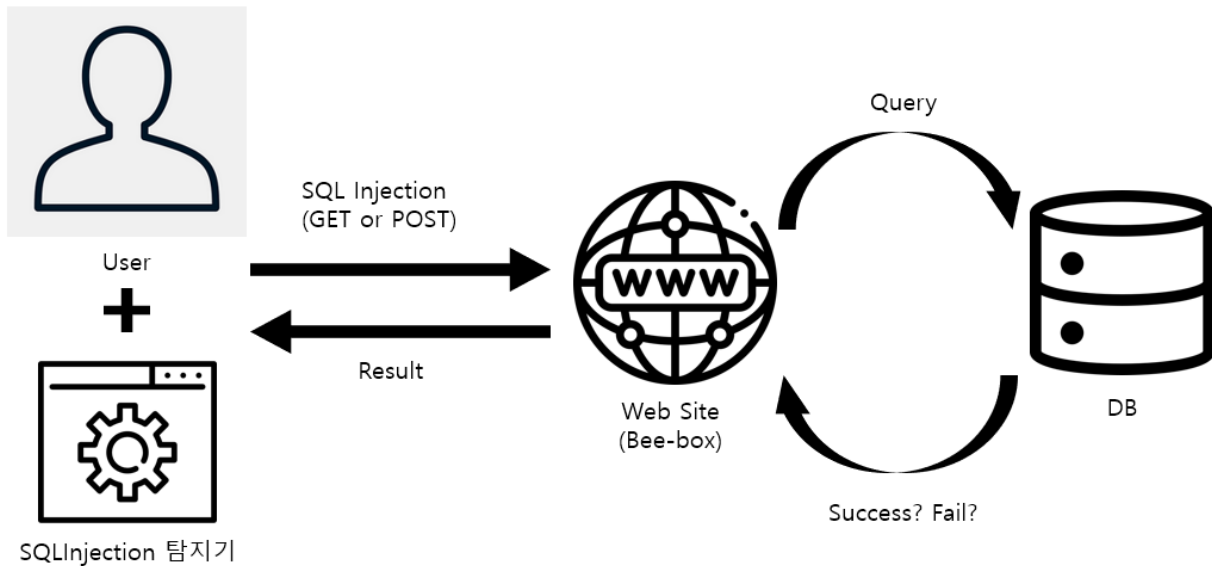 User
SQLInjection 탐지기
SQL Injection
(GET or POST)
Result
WWW
Web Site
(Bee-box)
Query
DB
Success? Fail?